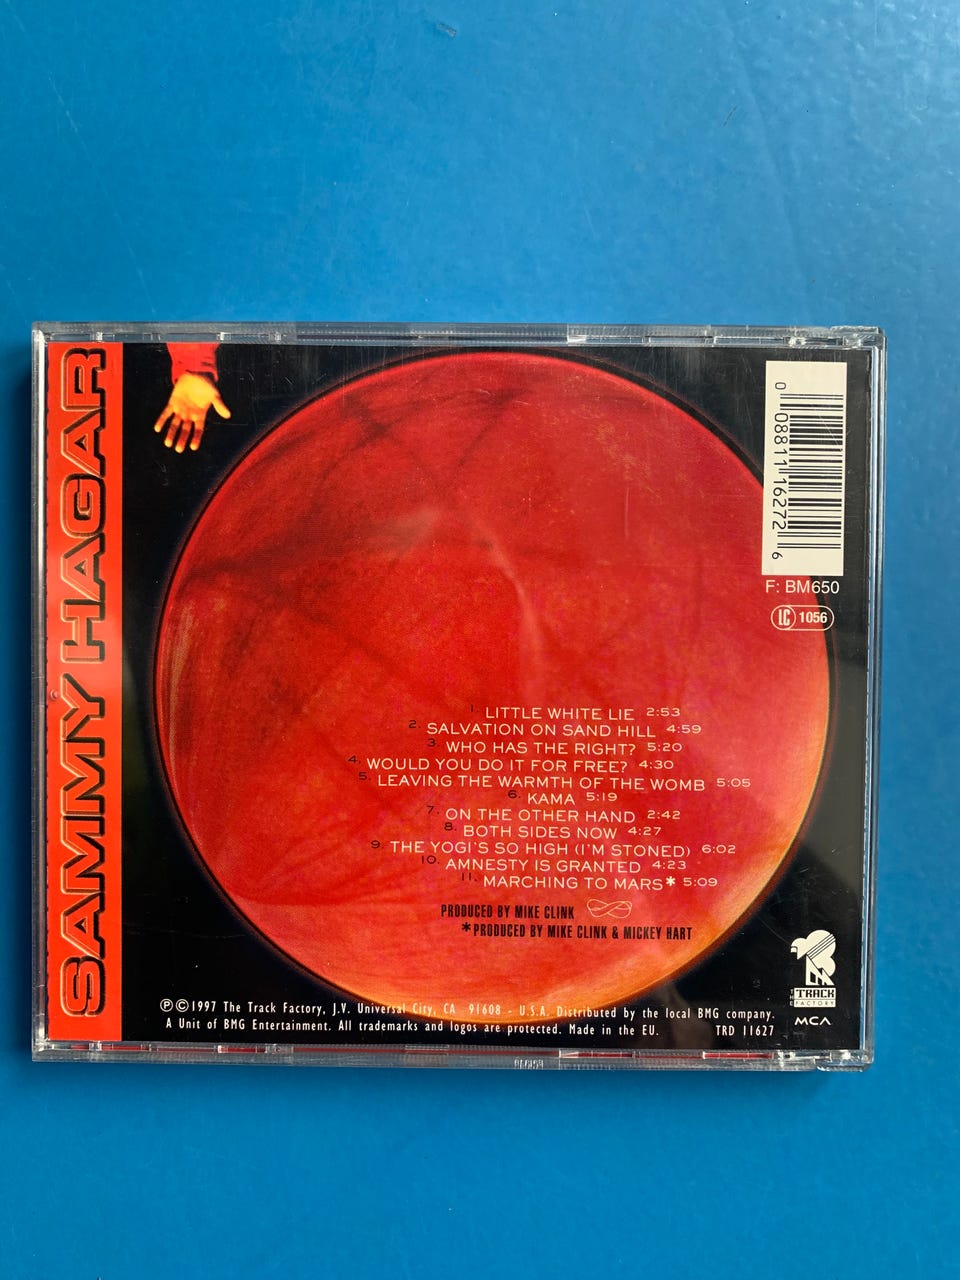 SAMMY HAGAR
0 08811 16272 6
F: BM650
LC 1056
1. LITTLE WHITE LIE 2:53
2. SALVATION ON SAND HILL 4:59
3. WHO HAS THE RIGHT? 5:20
4. WOULD YOU DO IT FOR FREE? 4:30
5. LEAVING THE WARMTH OF THE WOMB 5:05
6. KAMA 5:19
7. ON THE OTHER HAND 2:42
8. BOTH SIDES NOW 4:27
9. THE YOGI'S SO HIGH (I'M STONED) 6:02
10. AMNESTY IS GRANTED 4:23
11. MARCHING TO MARS* 5:09
PRODUCED BY MIKE CLINK
*PRODUCED BY MIKE CLINK & MICKEY HART
THE TRACK
FACTORY
MCA
℗©1997 The Track Factory, J.V. Universal City, CA 91608 - U.S.A. Distributed by the local BMG company.
A Unit of BMG Entertainment. All trademarks and logos are protected. Made in the EU. TRD 11627